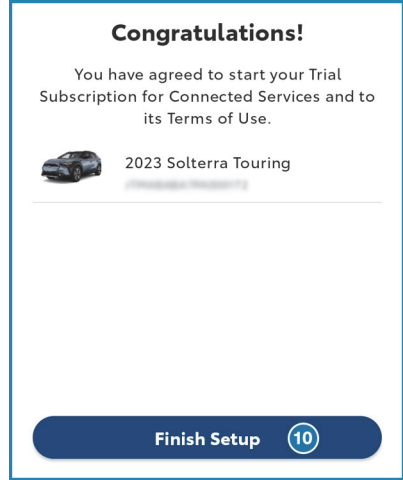 Congratulations!
You have agreed to start your Trial
Subscription for Connected Services and to
its Terms of Use.
2023 Solterra Touring
Finish Setup 10